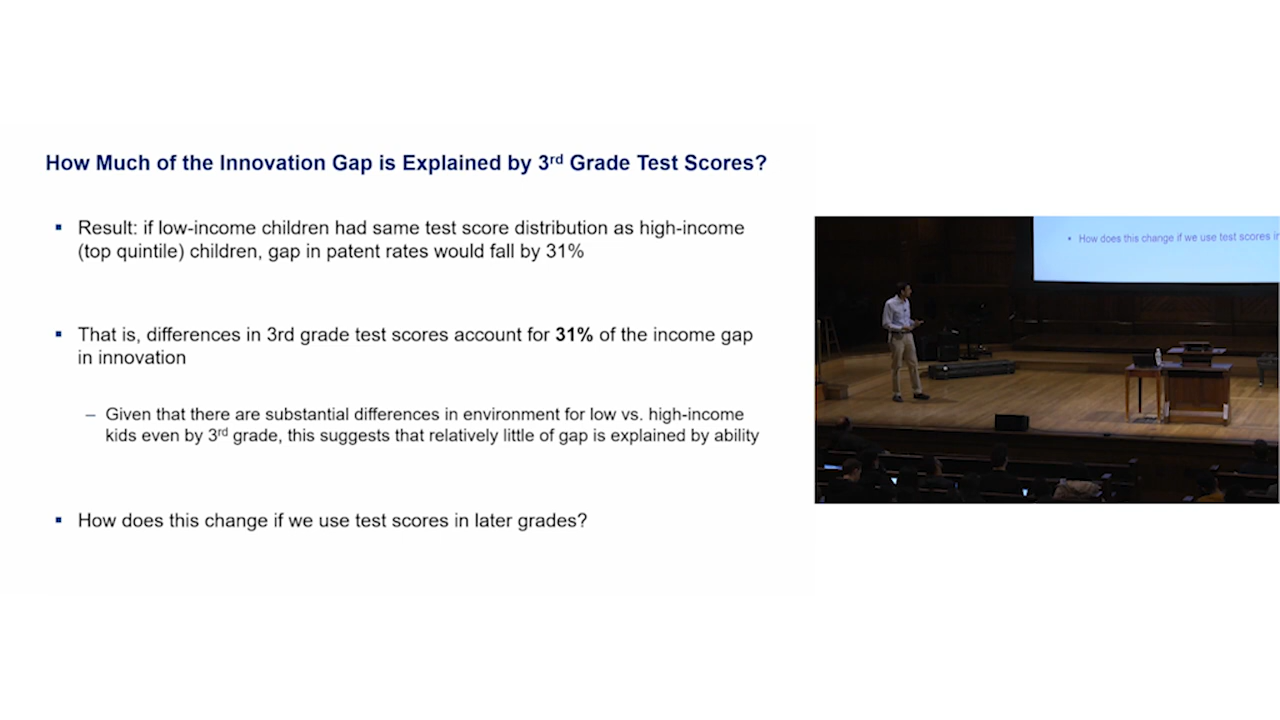 How Much of the Innovation Gap is Explained by 3rd Grade Test Scores?
▪ Result: if low-income children had same test score distribution as high-income
(top quintile) children, gap in patent rates would fall by 31%
▪ That is, differences in 3rd grade test scores account for 31% of the income gap
in innovation
– Given that there are substantial differences in environment for low vs. high-income
kids even by 3rd grade, this suggests that relatively little of gap is explained by ability
▪ How does this change if we use test scores in later grades?
• How does this change if we use test scores in